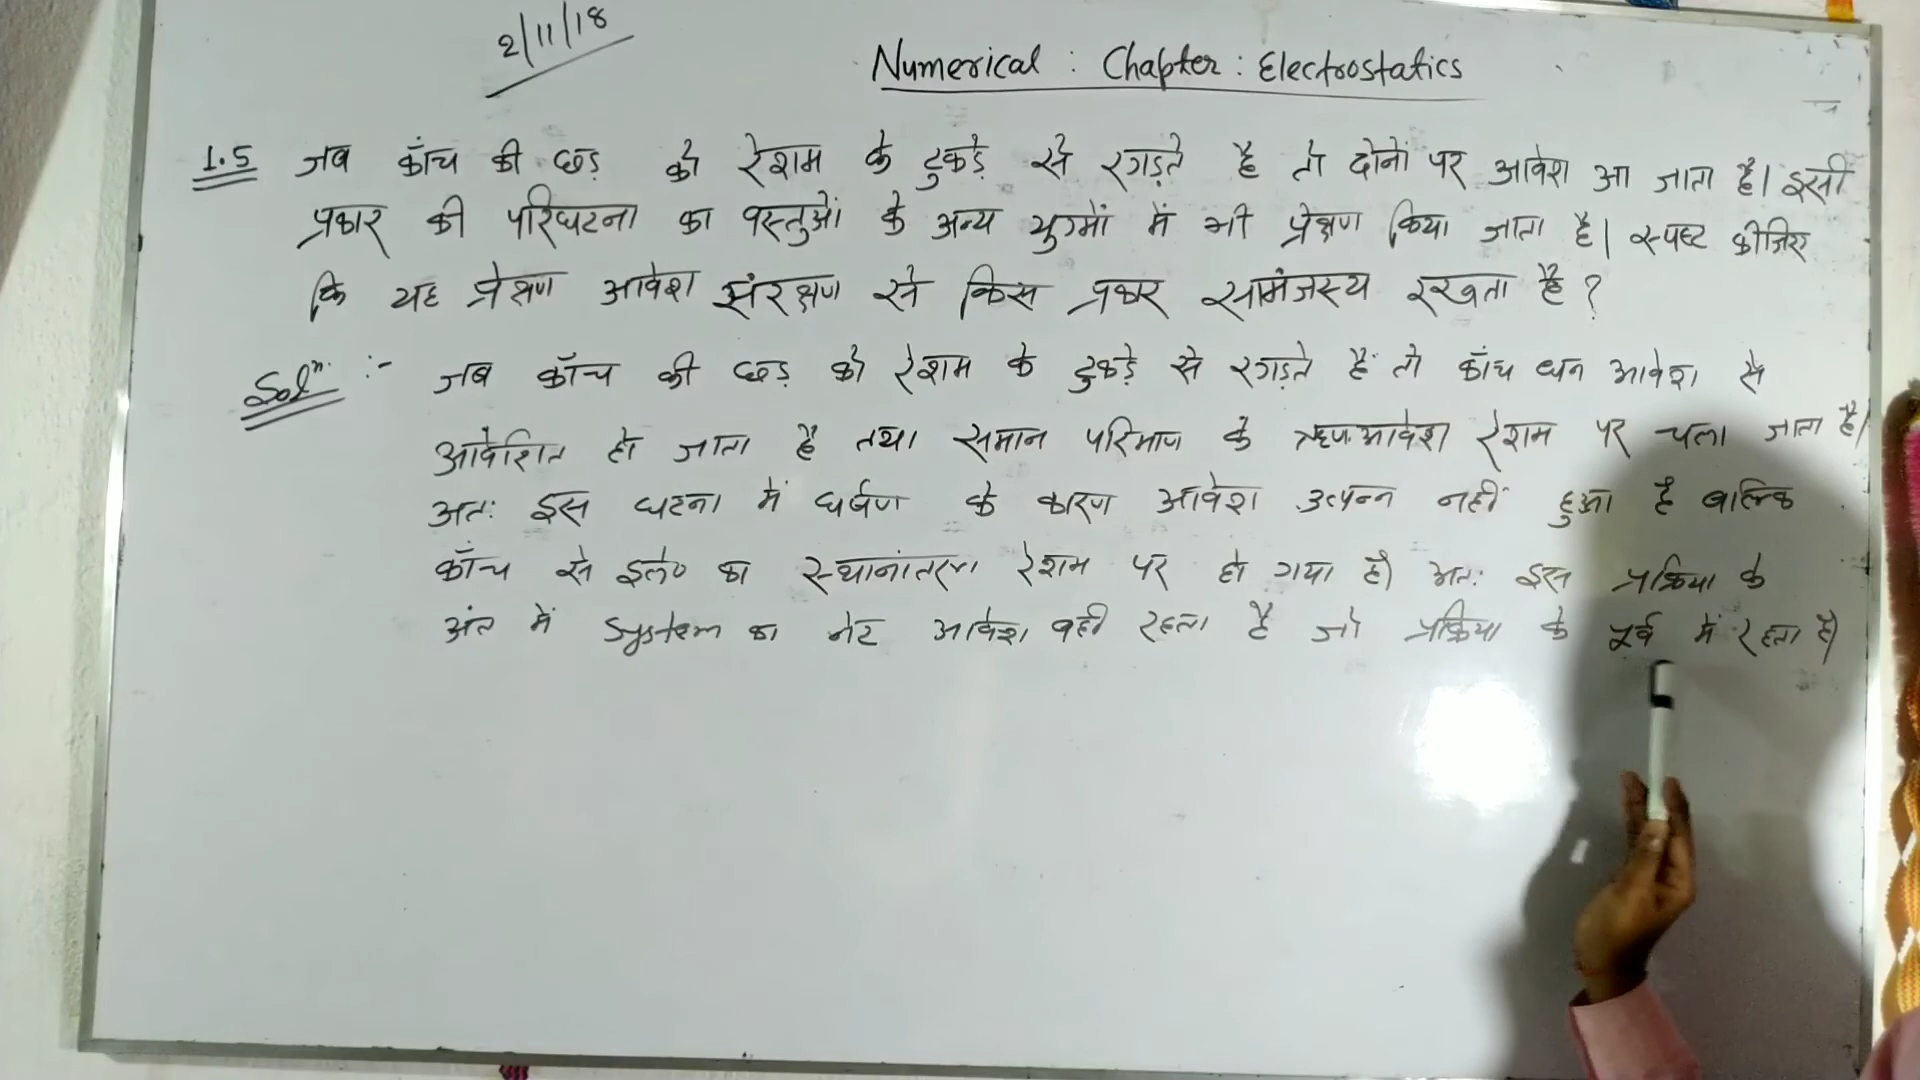 2/11/18
Numerical : Chapter : Electrostatics
1.5 जब काँच की छड़ को रेशम के टुकड़े से रगड़ते है तो दोनों पर आवेश आ जाता है। इसी
प्रकार की परिघटना का वस्तुओं के अन्य युग्मों में भी प्रेक्षण किया जाता है। स्पष्ट कीजिए
कि यह प्रेक्षण आवेश संरक्षण से किस प्रकार सामंजस्य रखता है ?
Solⁿ :- जब काँच की छड़ को रेशम के टुकड़े से रगड़ते हैं तो काँच धन आवेश से
आवेशित हो जाता है तथा समान परिमाण के ऋण आवेश रेशम पर चला जाता है।
अतः इस घटना में घर्षण के कारण आवेश उत्पन्न नहीं हुआ है बल्कि
काँच से इले० का स्थानांतरण रेशम पर हो गया है। अतः इस प्रक्रिया के
अंत में System का नेट आवेश वही रहता है जो प्रक्रिया के पूर्व में रहता है।